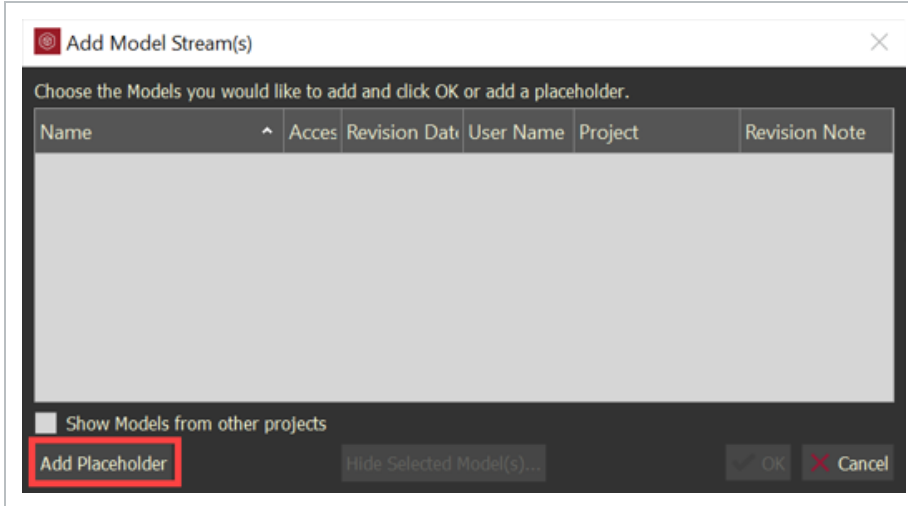 Add Model Stream(s)
Choose the Models you would like to add and click OK or add a placeholder.
Name Acces Revision Date User Name Project Revision Note
Show Models from other projects
Add Placeholder Hide Selected Model(s)... OK Cancel